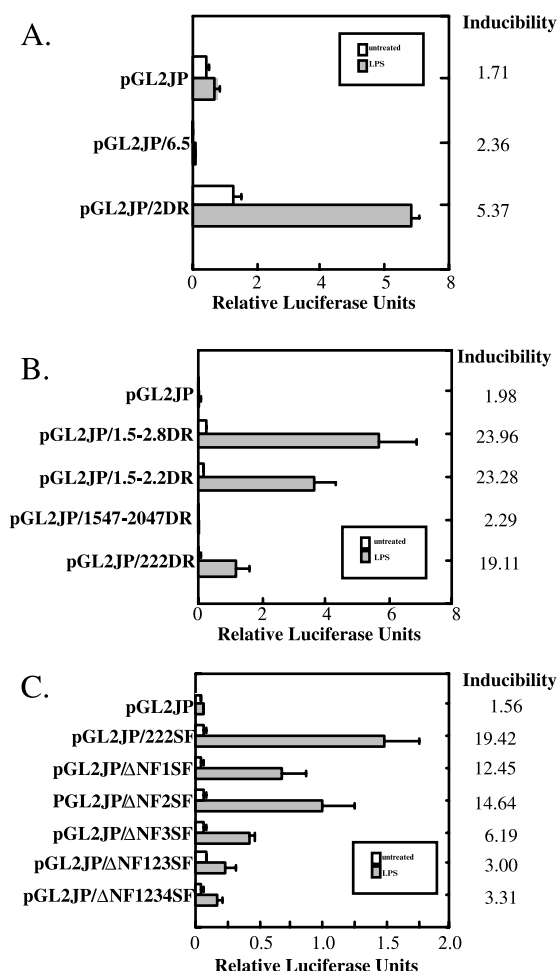 A.
Inducibility
untreated
LPS
pGL2JP
1.71
pGL2JP/6.5
2.36
pGL2JP/2DR
5.37
0 2 4 6 8
Relative Luciferase Units
B.
Inducibility
pGL2JP
1.98
pGL2JP/1.5-2.8DR
23.96
pGL2JP/1.5-2.2DR
23.28
pGL2JP/1547-2047DR
2.29
pGL2JP/222DR
19.11
untreated
LPS
0 2 4 6 8
Relative Luciferase Units
C.
Inducibility
pGL2JP
1.56
pGL2JP/222SF
19.42
pGL2JP/ΔNF1SF
12.45
PGL2JP/ΔNF2SF
14.64
pGL2JP/ΔNF3SF
6.19
pGL2JP/ΔNF123SF
3.00
pGL2JP/ΔNF1234SF
3.31
untreated
LPS
0 0.5 1.0 1.5 2.0
Relative Luciferase Units